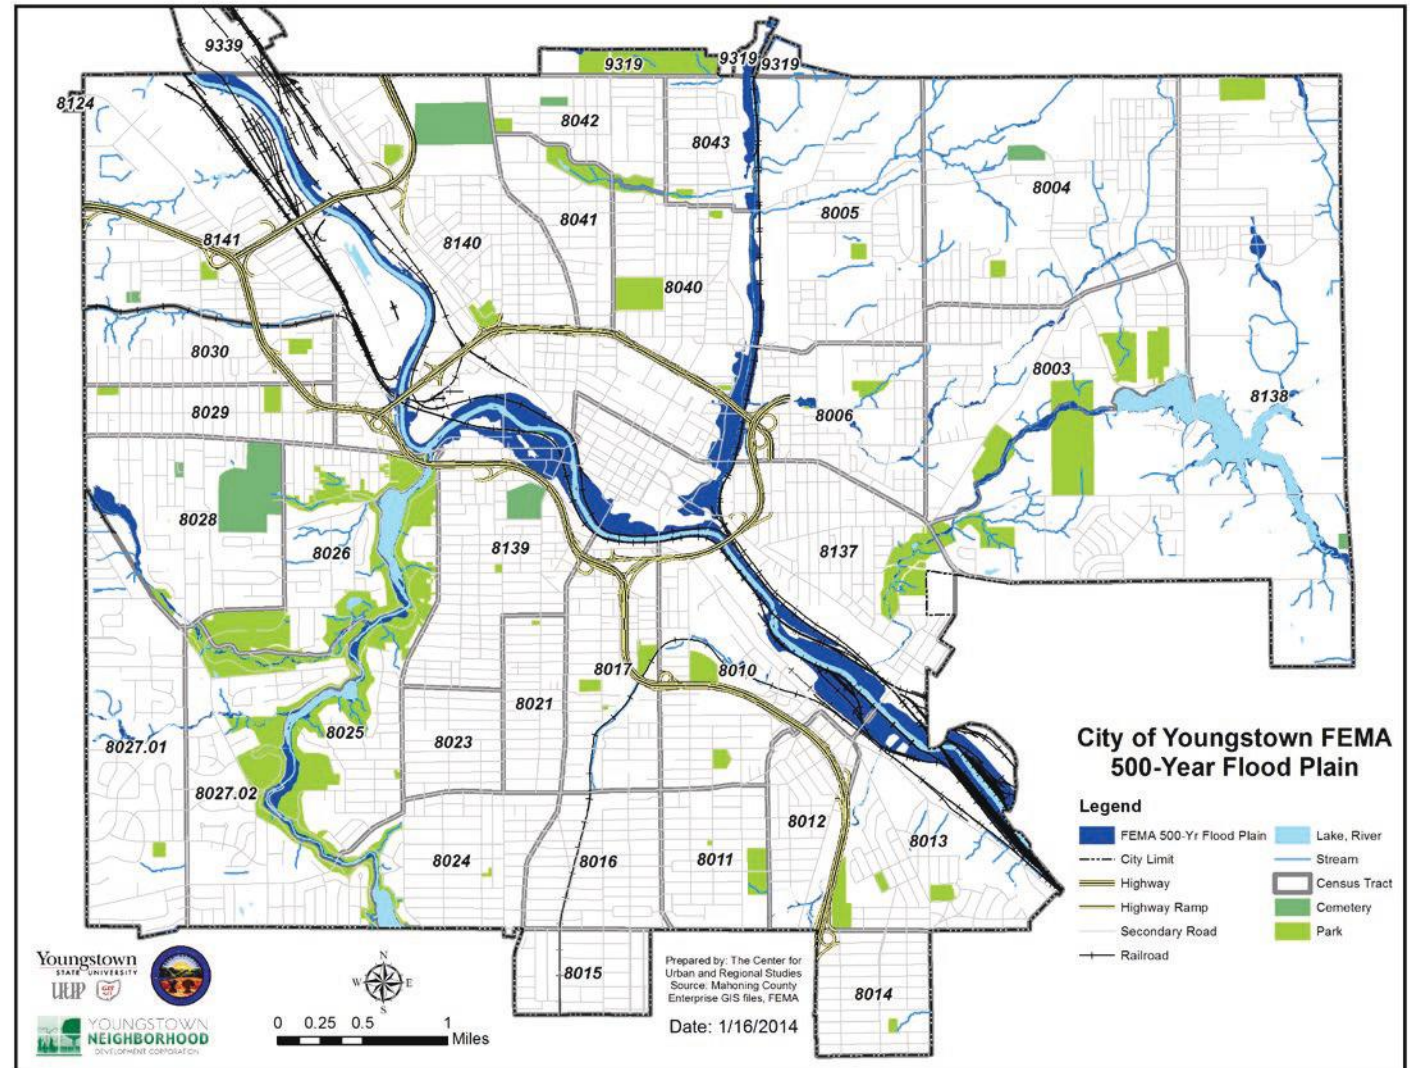 9339
9319
9319
9319
8124
8042
8043
8004
8005
8041
8141
8140
8040
8030
8003
8029
8006
8138
8028
8026
8139
8137
8017
8010
8021
8025
8023
8027.01
8027.02
8012
8013
8024
8016
8011
8015
8014
City of Youngstown FEMA
500-Year Flood Plain
Legend
FEMA 500-Yr Flood Plain
City Limit
Highway
Highway Ramp
Secondary Road
Railroad
Lake, River
Stream
Census Tract
Cemetery
Park
Youngstown
STATE UNIVERSITY
YOUNGSTOWN
NEIGHBORHOOD
DEVELOPMENT CORPORATION
N
W E
S
0 0.25 0.5 1
Miles
Prepared by: The Center for
Urban and Regional Studies
Source: Mahoning County
Enterprise GIS files, FEMA
Date: 1/16/2014